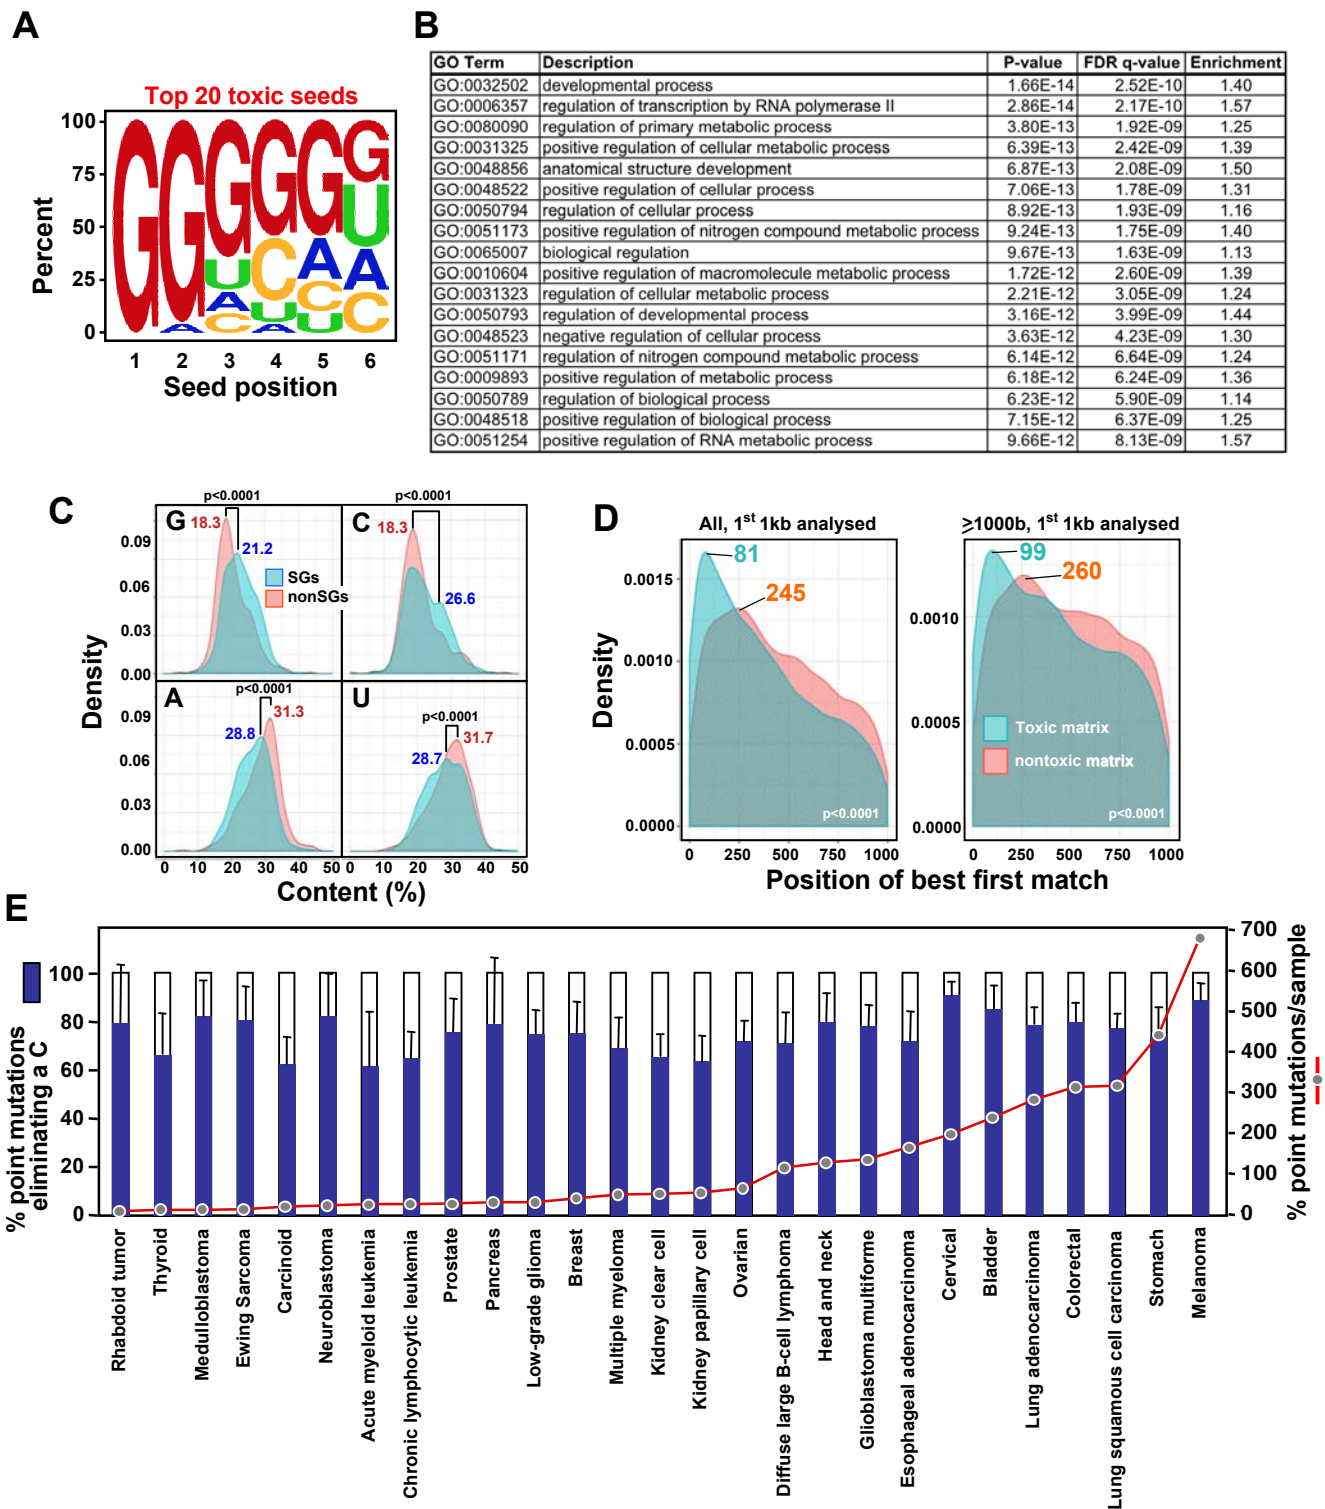 A
Top 20 toxic seeds
100
75
50
25
0
Percent
G G G G G G
U C A U
A U C A
A C A U C
1 2 3 4 5 6
Seed position
B
GO Term Description P-value FDR q-value Enrichment
GO:0032502 developmental process 1.66E-14 2.52E-10 1.40
GO:0006357 regulation of transcription by RNA polymerase II 2.86E-14 2.17E-10 1.57
GO:0080090 regulation of primary metabolic process 3.80E-13 1.92E-09 1.25
GO:0031325 positive regulation of cellular metabolic process 6.39E-13 2.42E-09 1.39
GO:0048856 anatomical structure development 6.87E-13 2.08E-09 1.50
GO:0048522 positive regulation of cellular process 7.06E-13 1.78E-09 1.31
GO:0050794 regulation of cellular process 8.92E-13 1.93E-09 1.16
GO:0051173 positive regulation of nitrogen compound metabolic process 9.24E-13 1.75E-09 1.40
GO:0065007 biological regulation 9.67E-13 1.63E-09 1.13
GO:0010604 positive regulation of macromolecule metabolic process 1.72E-12 2.60E-09 1.39
GO:0031323 regulation of cellular metabolic process 2.21E-12 3.05E-09 1.24
GO:0050793 regulation of developmental process 3.16E-12 3.99E-09 1.44
GO:0048523 negative regulation of cellular process 3.63E-12 4.23E-09 1.30
GO:0051171 regulation of nitrogen compound metabolic process 6.14E-12 6.64E-09 1.24
GO:0009893 positive regulation of metabolic process 6.18E-12 6.24E-09 1.36
GO:0050789 regulation of biological process 6.23E-12 5.90E-09 1.14
GO:0048518 positive regulation of biological process 7.15E-12 6.37E-09 1.25
GO:0051254 positive regulation of RNA metabolic process 9.66E-12 8.13E-09 1.57
C
p<0.0001 p<0.0001
G 18.3 21.2
C 18.3 26.6
SGs
nonSGs
0.09
0.06
0.03
0.00
p<0.0001 p<0.0001
A 28.8 31.3
U 28.7 31.7
0.09
0.06
0.03
0.00
Density
0 10 20 30 40 50 0 10 20 30 40 50
Content (%)
D
All, 1st 1kb analysed
81
245
0.0015
0.0010
0.0005
0.0000
p<0.0001
0 250 500 750 1000
Density
≥1000b, 1st 1kb analysed
99
260
0.0010
0.0005
0.0000
Toxic matrix
nontoxic matrix
p<0.0001
0 250 500 750 1000
Position of best first match
E
% point mutations
eliminating a C
100
80
60
40
20
0
700
600
500
400
300
200
100
0
% point mutations/sample
Rhabdoid tumor
Thyroid
Medulloblastoma
Ewing Sarcoma
Carcinoid
Neuroblastoma
Acute myeloid leukemia
Chronic lymphocytic leukemia
Prostate
Pancreas
Low-grade glioma
Breast
Multiple myeloma
Kidney clear cell
Kidney papillary cell
Ovarian
Diffuse large B-cell lymphoma
Head and neck
Glioblastoma multiforme
Esophageal adenocarcinoma
Cervical
Bladder
Lung adenocarcinoma
Colorectal
Lung squamous cell carcinoma
Stomach
Melanoma